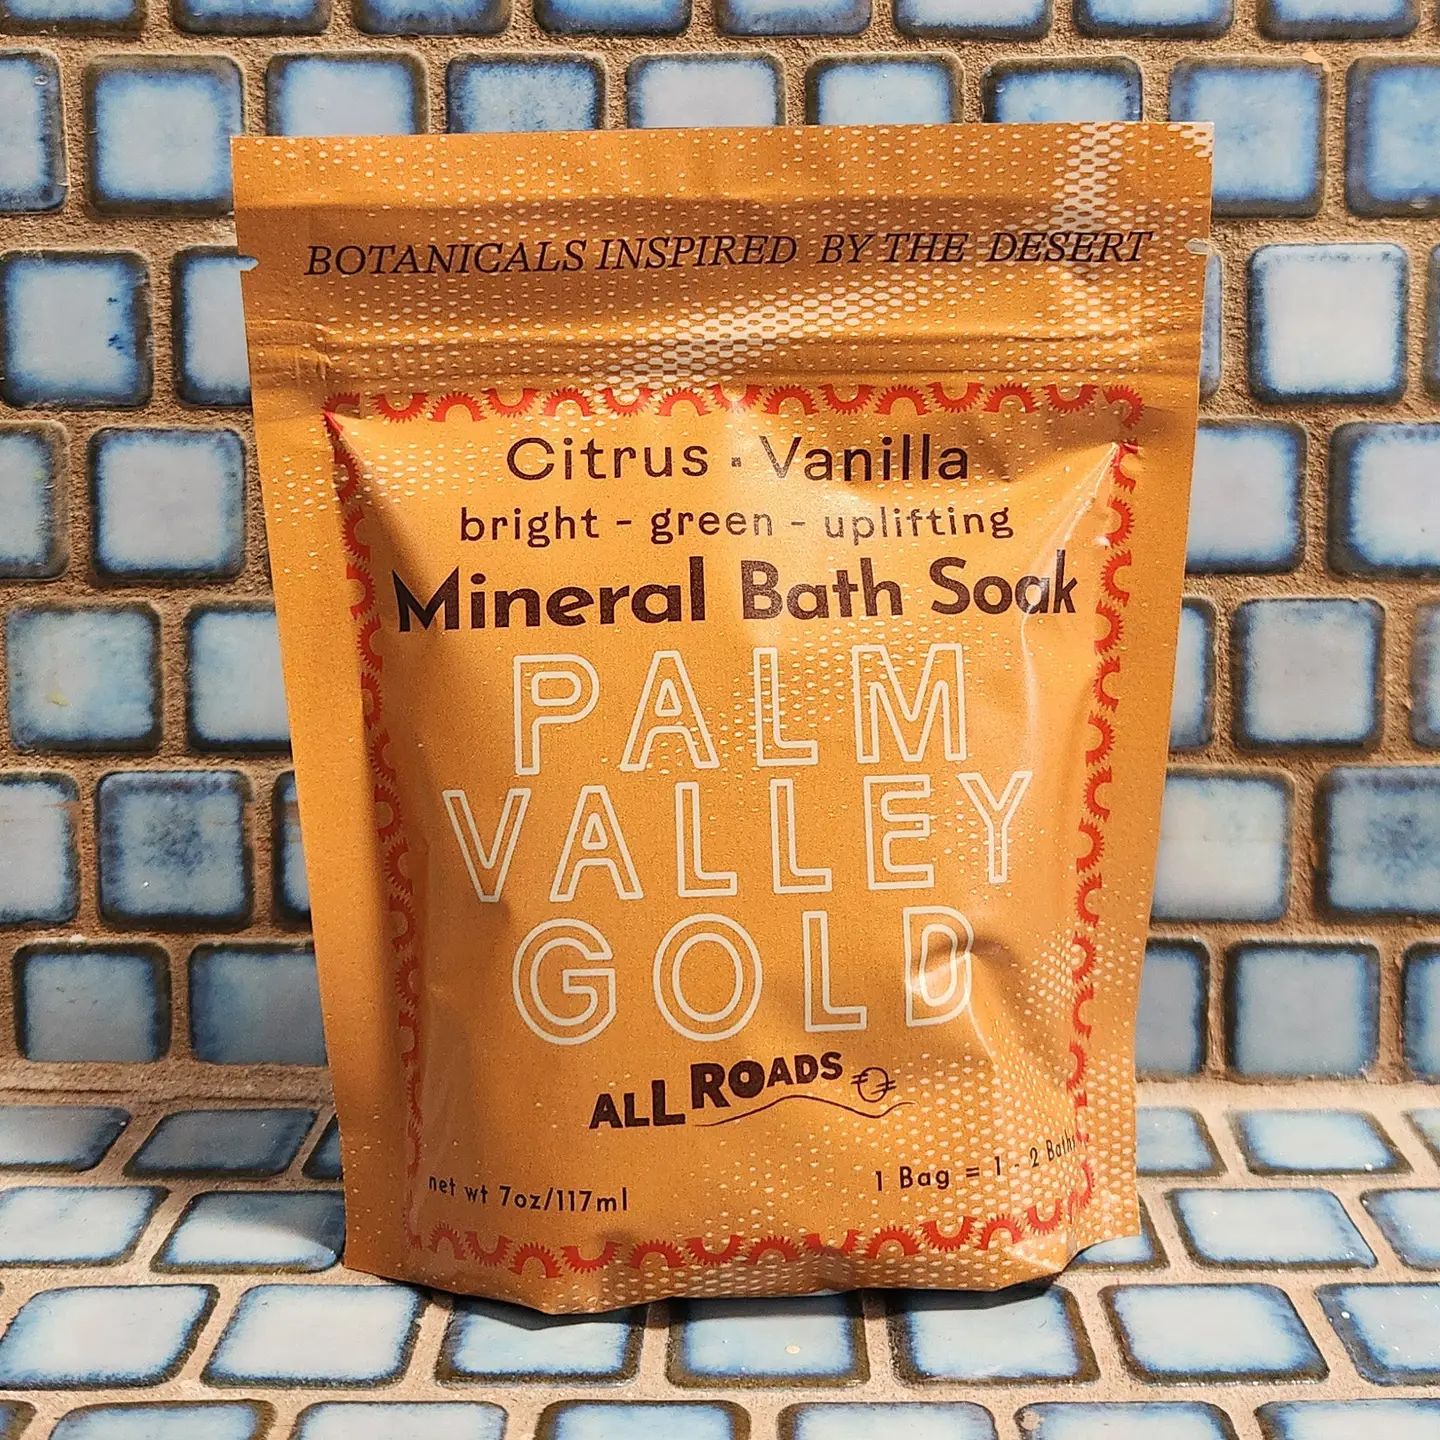 BOTANICALS INSPIRED BY THE DESERT
Citrus · Vanilla
bright - green - uplifting
Mineral Bath Soak
PALM
VALLEY
GOLD
ALL ROADS
net wt 7oz/117ml
1 Bag = 1 - 2 Baths